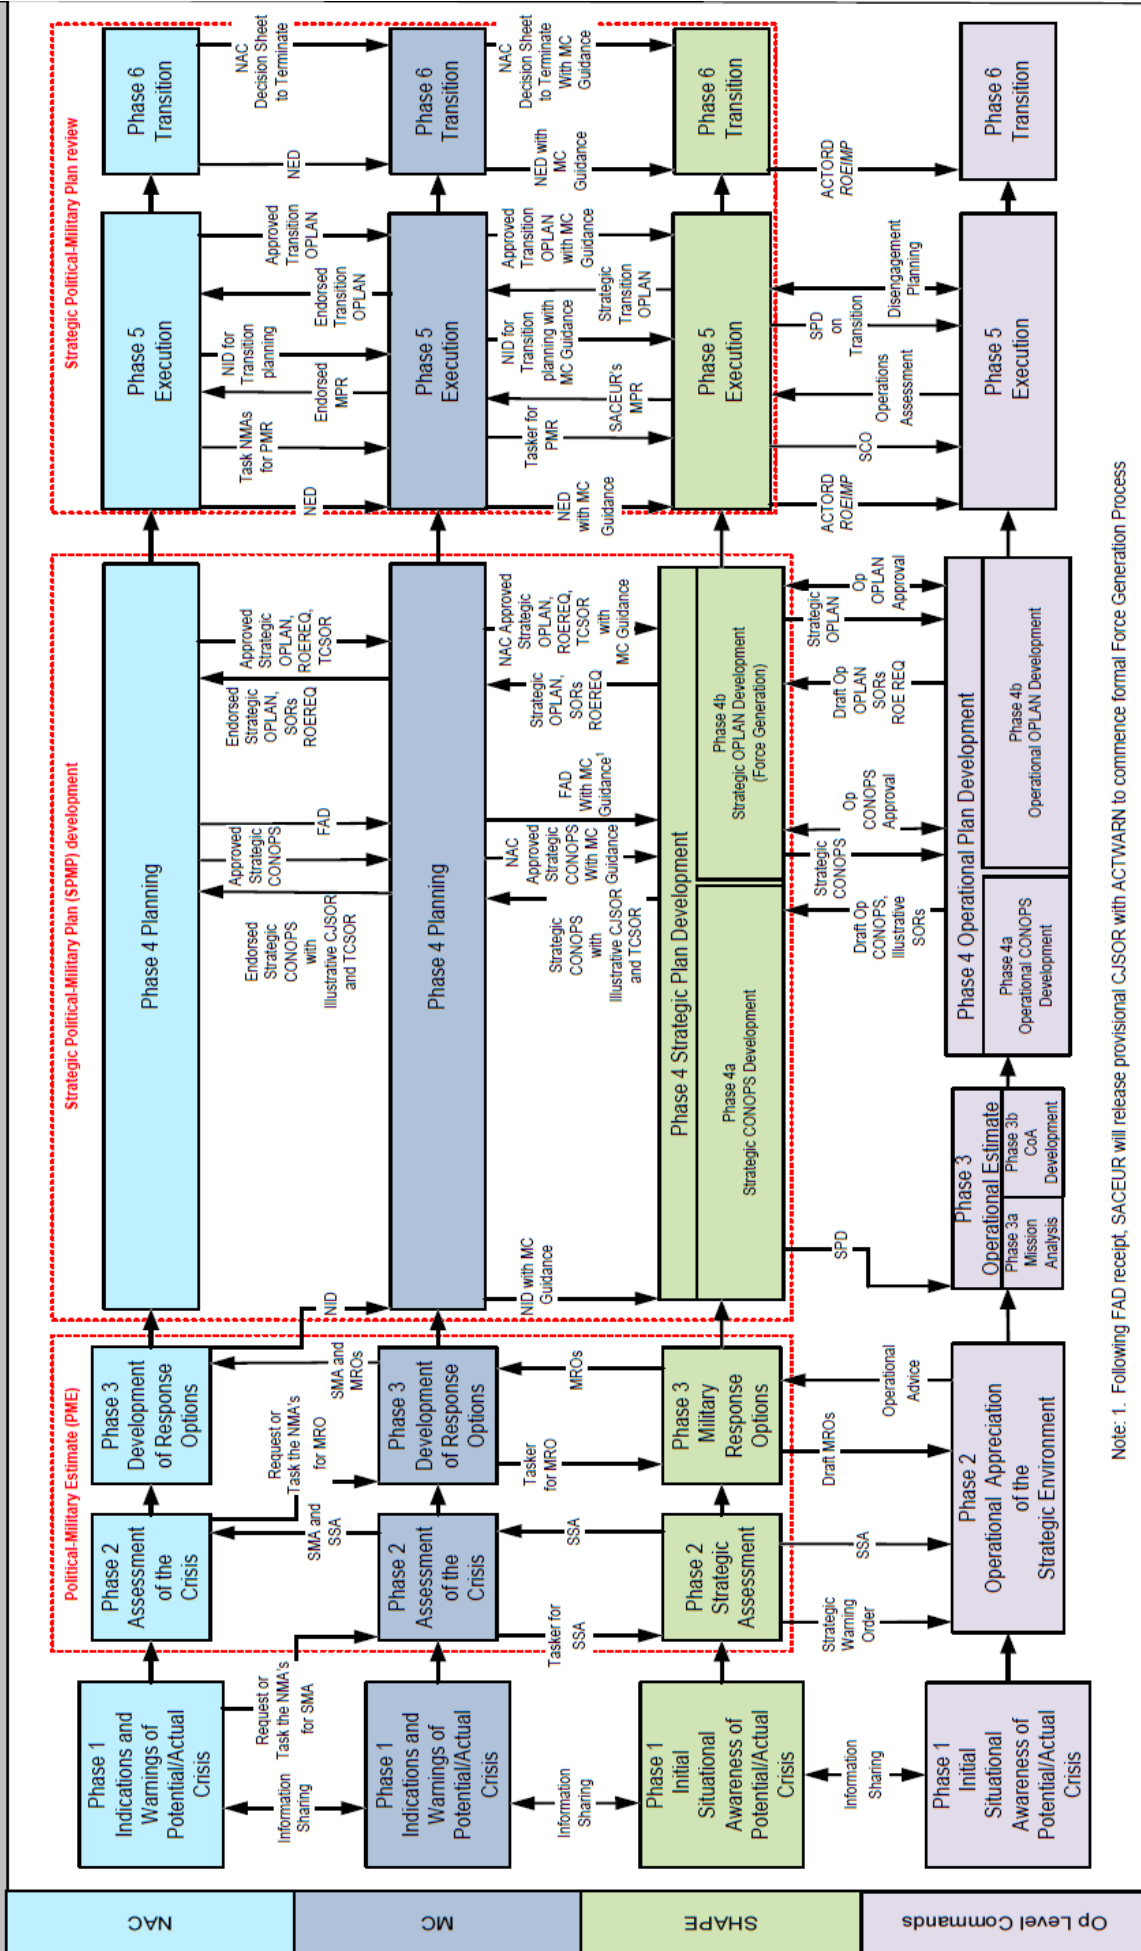 Political-Military Estimate (PME)
Strategic Political-Military Plan (SPMP) development
Strategic Political-Military Plan review
NAC
Phase 1
Indications and
Warnings of
Potential/Actual
Crisis
Phase 2
Assessment
of the
Crisis
Phase 3
Development
of Response
Options
Phase 4 Planning
Phase 5
Execution
Phase 6
Transition
Information
Sharing
Request or
Task the NMA's
for SMA
SMA and
SSA
Request or
Task the NMA's
for MRO
SMA and
MROs
NID
Endorsed
Strategic
CONOPS
with
Illustrative CJSOR
and TCSOR
Approved
Strategic
CONOPS
FAD
Endorsed
Strategic
OPLAN,
SORs
ROEREQ
Approved
Strategic
OPLAN,
ROEREQ,
TCSOR
NED
Task NMAs
for PMR
Endorsed
MPR
NID for
Transition
planning
Endorsed
Transition
OPLAN
Approved
Transition
OPLAN
NED
NAC
Decision Sheet
to Terminate
MC
Phase 1
Indications and
Warnings of
Potential/Actual
Crisis
Phase 2
Assessment
of the
Crisis
Phase 3
Development
of Response
Options
Phase 4 Planning
Phase 5
Execution
Phase 6
Transition
Information
Sharing
Tasker for
SSA
SSA
Tasker
for MRO
MROs
NID with MC
Guidance
Strategic
CONOPS
with
Illustrative CJSOR
and TCSOR
NAC
Approved
Strategic
CONOPS
With MC
Guidance
FAD
With MC
Guidance1
Strategic
OPLAN,
SORs
ROEREQ
NAC Approved
Strategic
OPLAN,
ROEREQ,
TCSOR
with
MC Guidance
NED
with MC
Guidance
Tasker for
PMR
SACEUR's
MPR
NID for
Transition
planning with
MC Guidance
Strategic
Transition
OPLAN
Approved
Transition
OPLAN
with MC
Guidance
NED with
MC
Guidance
NAC
Decision Sheet
to Terminate
With MC
Guidance
SHAPE
Phase 1
Initial
Situational
Awareness of
Potential/Actual
Crisis
Phase 2
Strategic
Assessment
Phase 3
Military
Response
Options
Phase 4 Strategic Plan Development
Phase 4a
Strategic CONOPS Development
Phase 4b
Strategic OPLAN Development
(Force Generation)
Phase 5
Execution
Phase 6
Transition
Information
Sharing
Strategic
Warning
Order
SSA
Draft MROs
Operational
Advice
SPD
Draft Op
CONOPS,
Illustrative
SORs
Strategic
CONOPS
Op
CONOPS
Approval
Draft Op
OPLAN
SORs
ROE REQ
Strategic
OPLAN
Op
OPLAN
Approval
ACTORD
ROEIMP
SCO
Operations
Assessment
SPD
on
Transition
Disengagement
Planning
ACTORD
ROEIMP
Op Level Commands
Phase 1
Initial
Situational
Awareness of
Potential/Actual
Crisis
Phase 2
Operational Appreciation
of the
Strategic Environment
Phase 3
Operational Estimate
Phase 3a
Mission
Analysis
Phase 3b
CoA
Development
Phase 4 Operational Plan Development
Phase 4a
Operational CONOPS
Development
Phase 4b
Operational OPLAN Development
Phase 5
Execution
Phase 6
Transition
Note: 1. Following FAD receipt, SACEUR will release provisional CJSOR with ACTWARN to commence formal Force Generation Process